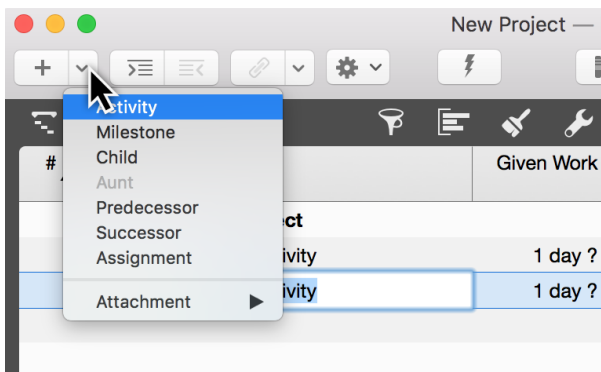 New Project —
Activity
Milestone
Child
Aunt
Predecessor
Successor
Assignment
Attachment
# Given Work
ect
ivity 1 day ?
ivity 1 day ?